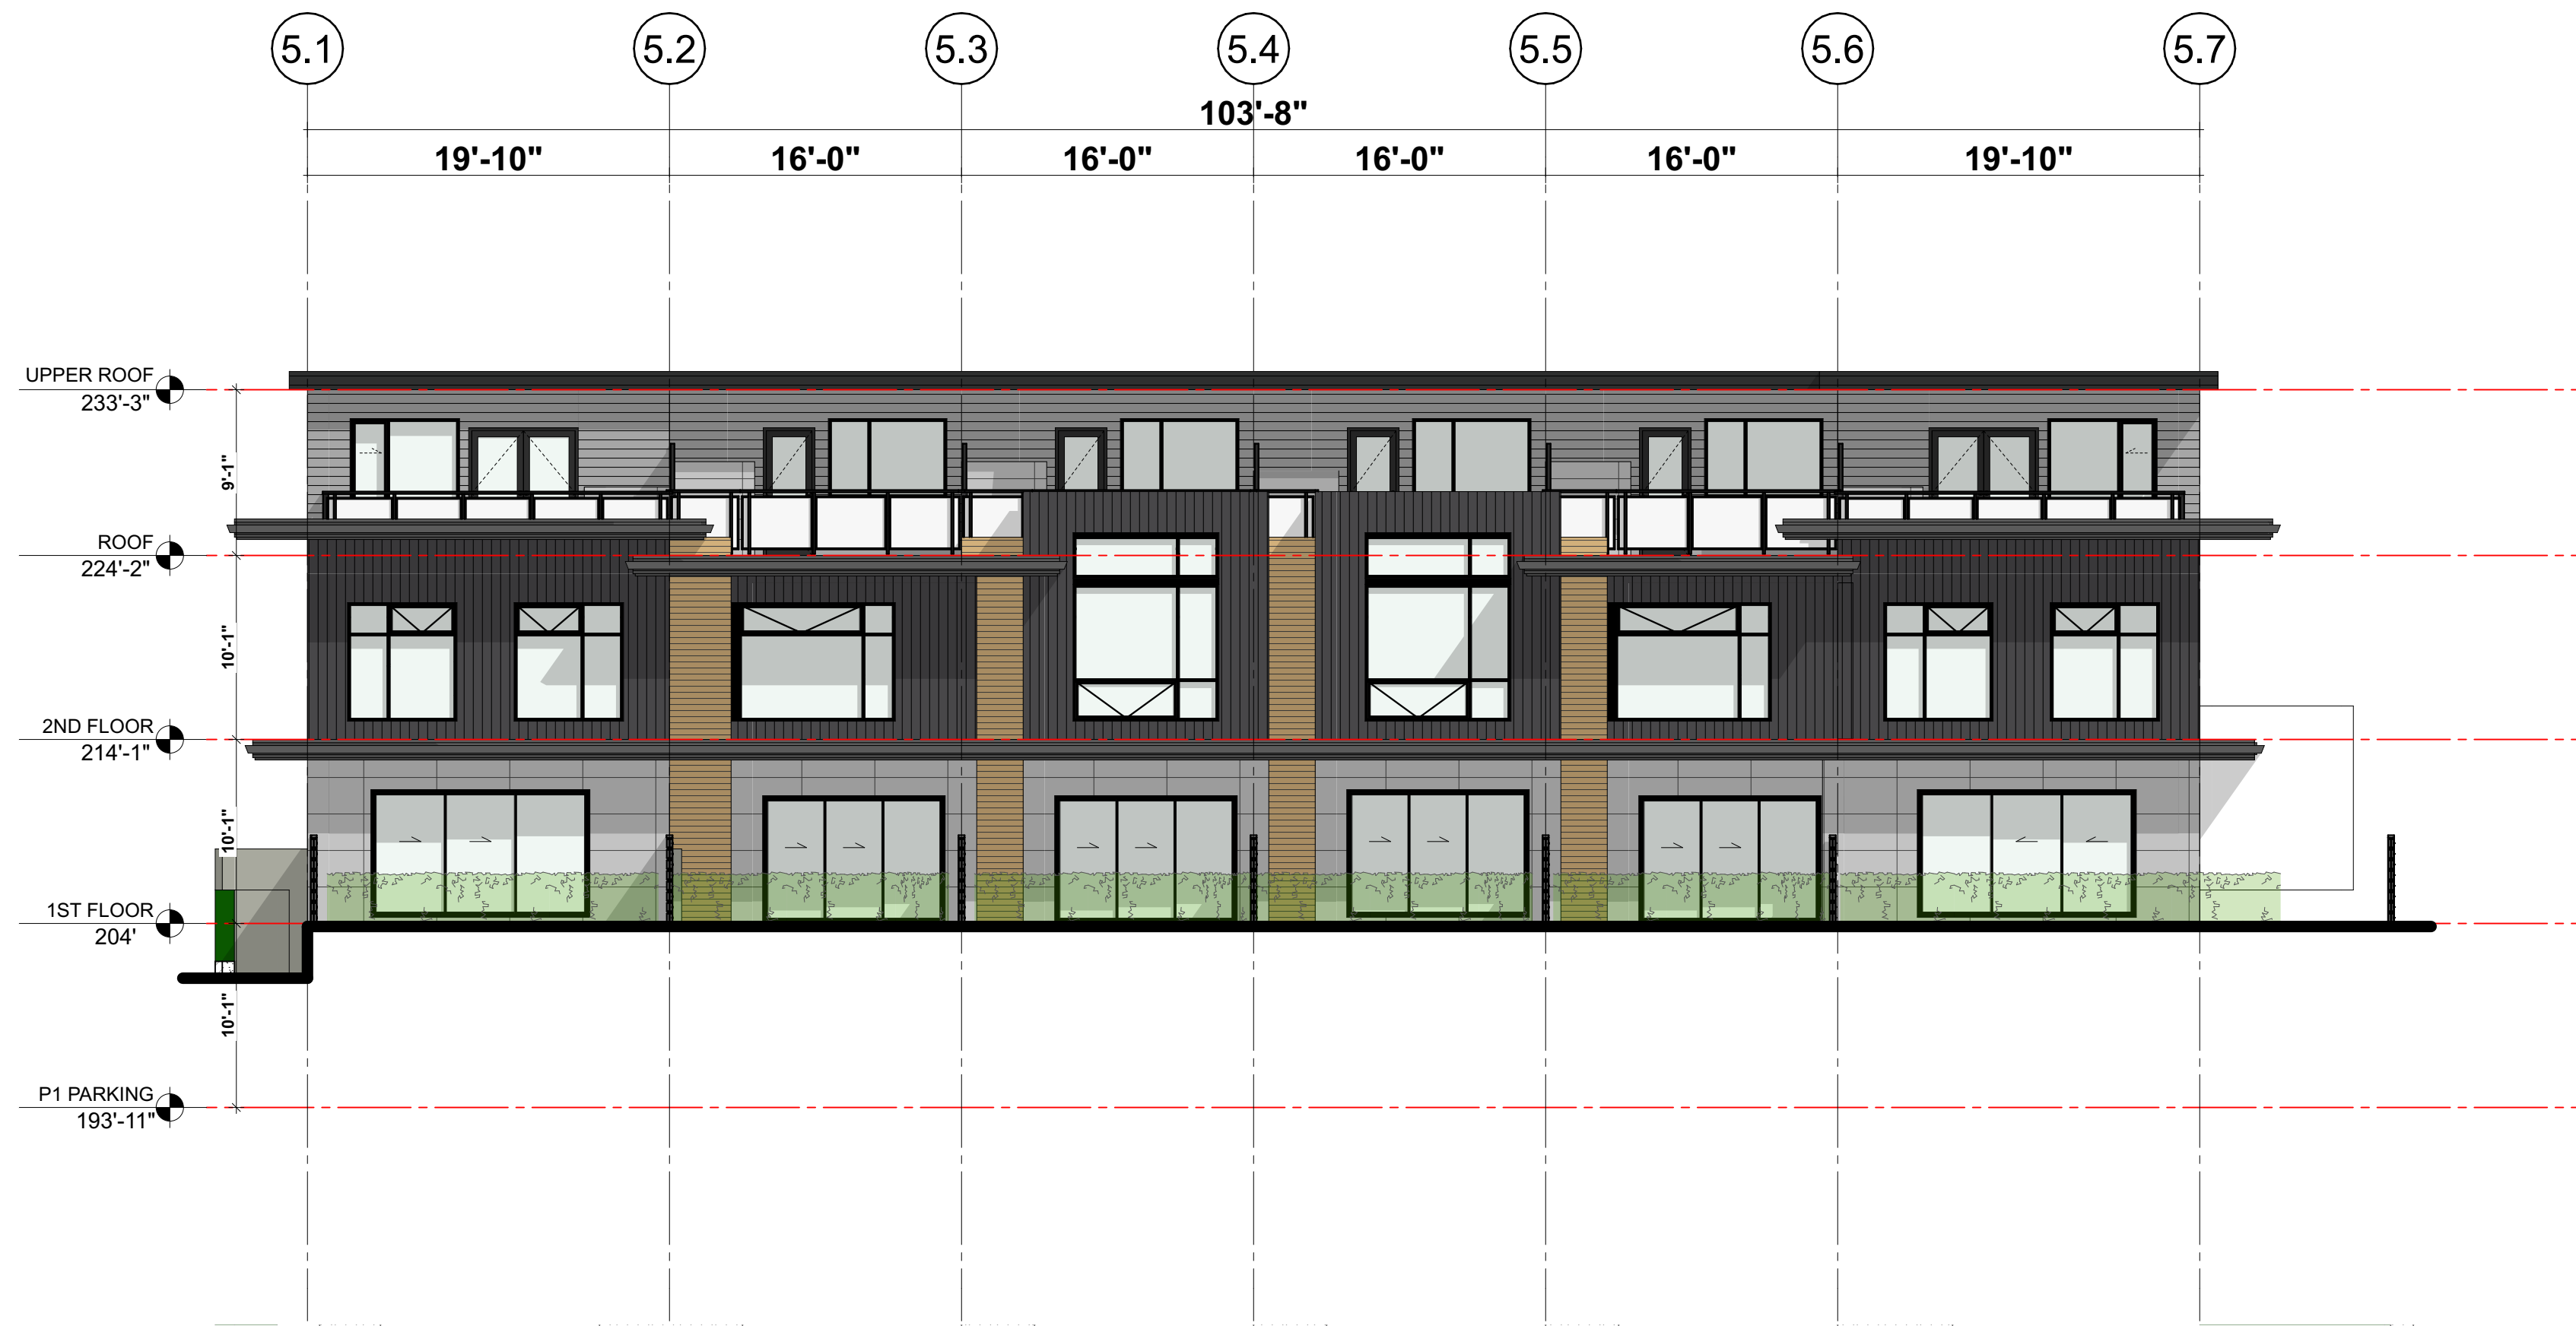 5.1 5.2 5.3 5.4 5.5 5.6 5.7
103'-8"
19'-10" 16'-0" 16'-0" 16'-0" 16'-0" 19'-10"
UPPER ROOF
233'-3"
9'-1"
ROOF
224'-2"
10'-1"
2ND FLOOR
214'-1"
10'-1"
1ST FLOOR
204'
10'-1"
P1 PARKING
193'-11"